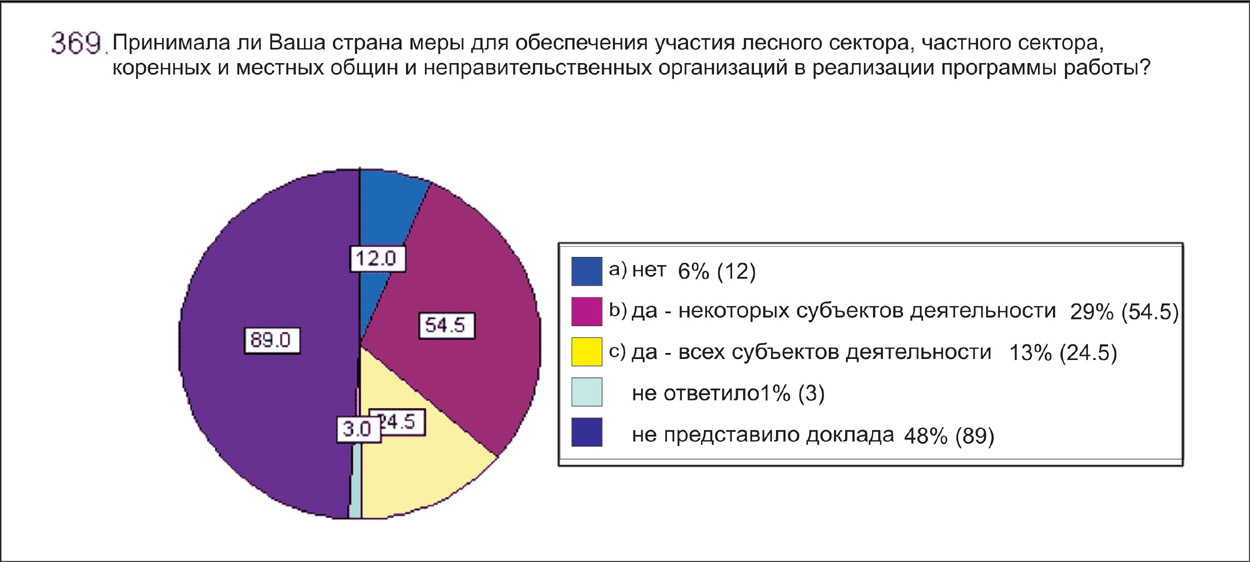 369. Принимала ли Ваша страна меры для обеспечения участия лесного сектора, частного сектора,
коренных и местных общин и неправительственных организаций в реализации программы работы?
12.0
54.5
89.0
3.0
24.5
a) нет 6% (12)
b) да - некоторых субъектов деятельности 29% (54.5)
c) да - всех субъектов деятельности 13% (24.5)
не ответило1% (3)
не представило доклада 48% (89)